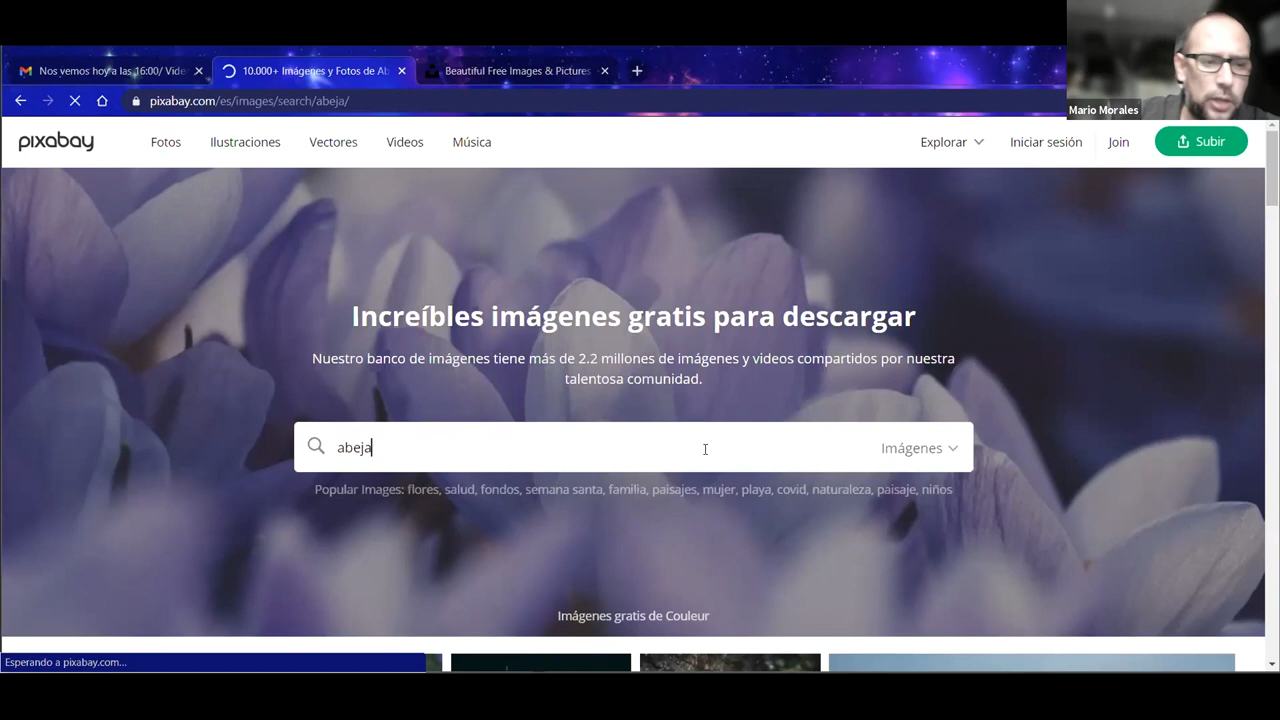 Nos vemos hoy a las 16:00/ Vide
10.000+ Imágenes y Fotos de Ab
Beautiful Free Images & Pictures
Mario Morales
pixabay.com/es/images/search/abeja/
pixabay
Fotos
Ilustraciones
Vectores
Videos
Música
Explorar
Iniciar sesión
Join
Subir
Increíbles imágenes gratis para descargar
Nuestro banco de imágenes tiene más de 2.2 millones de imágenes y videos compartidos por nuestra
talentosa comunidad.
abeja
Imágenes
Popular Images: flores, salud, fondos, semana santa, familia, paisajes, mujer, playa, covid, naturaleza, paisaje, niños
Imágenes gratis de Couleur
Esperando a pixabay.com...